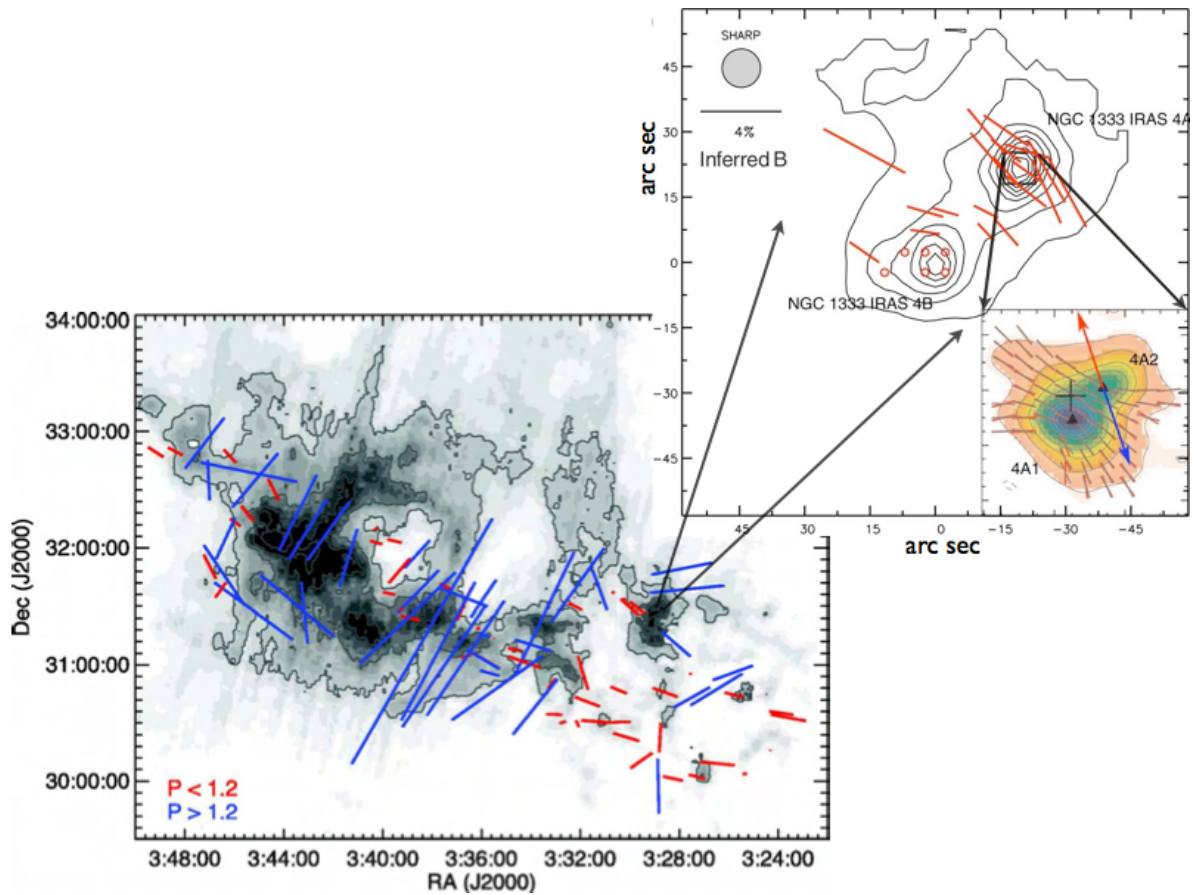 SHARP
4%
Inferred B
NGC 1333 IRAS 4A
NGC 1333 IRAS 4B
arc sec
45
30
15
0
−15
−30
−45
4A2
4A1
45 30 15 0 −15 −30 −45
arc sec
34:00:00
33:00:00
32:00:00
31:00:00
30:00:00
Dec (J2000)
P < 1.2
P > 1.2
3:48:00 3:44:00 3:40:00 3:36:00 3:32:00 3:28:00 3:24:00
RA (J2000)